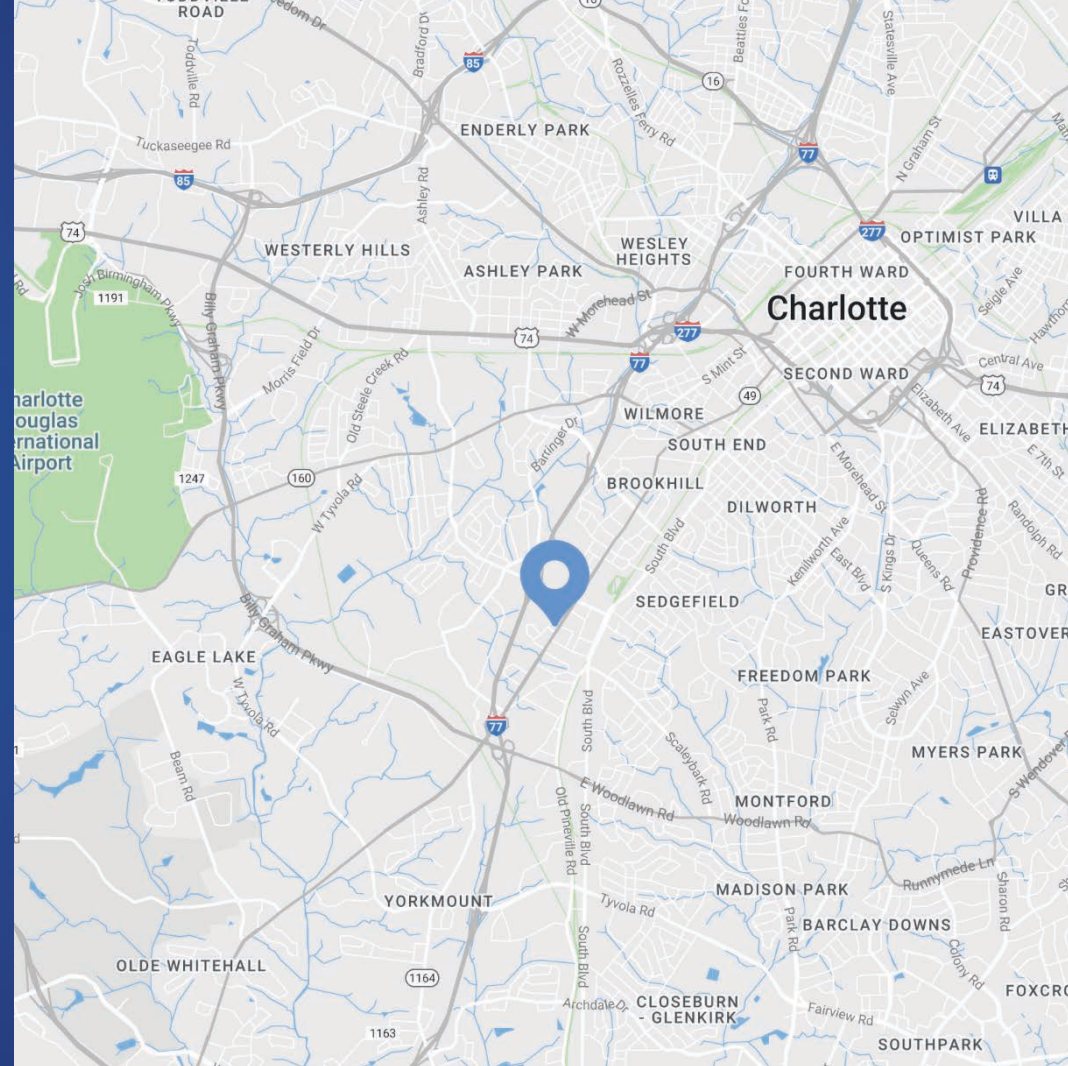 ROAD
Toddville Rd
Bradford Dr
85
16
Beatties Fo
Statesville Ave
Rozzelles Ferry Rd
16
ENDERLY PARK
Tuckaseegee Rd
85
Ashley Rd
77
N Graham St
74
WESTERLY HILLS
ASHLEY PARK
WESLEY
HEIGHTS
277
OPTIMIST PARK
VILLA
FOURTH WARD
Josh Birmingham Pkwy
1191
Billy Graham Pkwy
Morris Field Dr
W Morehead St
Charlotte
Seigle Ave
Hawthorn
74
277
77
S Mint St
SECOND WARD
Central Ave
74
Old Steele Creek Rd
harlotte
ouglas
ernational
Airport
49
WILMORE
SOUTH END
Elizabeth Ave
ELIZABETH
E 7th St
Bartinger Dr
E Morehead St
1247
160
W Tyvola Rd
BROOKHILL
DILWORTH
Providence Rd
Randolph Rd
South Blvd
Kenilworth Ave
East Blvd
S Kings Dr
Queens Rd
GR
SEDGEFIELD
EASTOVER
Billy Graham Pkwy
EAGLE LAKE
FREEDOM PARK
W Tyvola Rd
Selwyn Ave
South Blvd
Park Rd
77
Scaleybark Rd
MYERS PARK
S Wendover R
1
Beam Rd
E Woodlawn Rd
MONTFORD
Woodlawn Rd
Old Pineville Rd
South Blvd
Runnymede Ln
Sharon Rd
YORKMOUNT
MADISON PARK
Tyvola Rd
Park Rd
BARCLAY DOWNS
South Blvd
Colony Rd
OLDE WHITEHALL
1164
FOXCRO
Archdale Dr
CLOSEBURN
- GLENKIRK
Fairview Rd
1163
SOUTHPARK